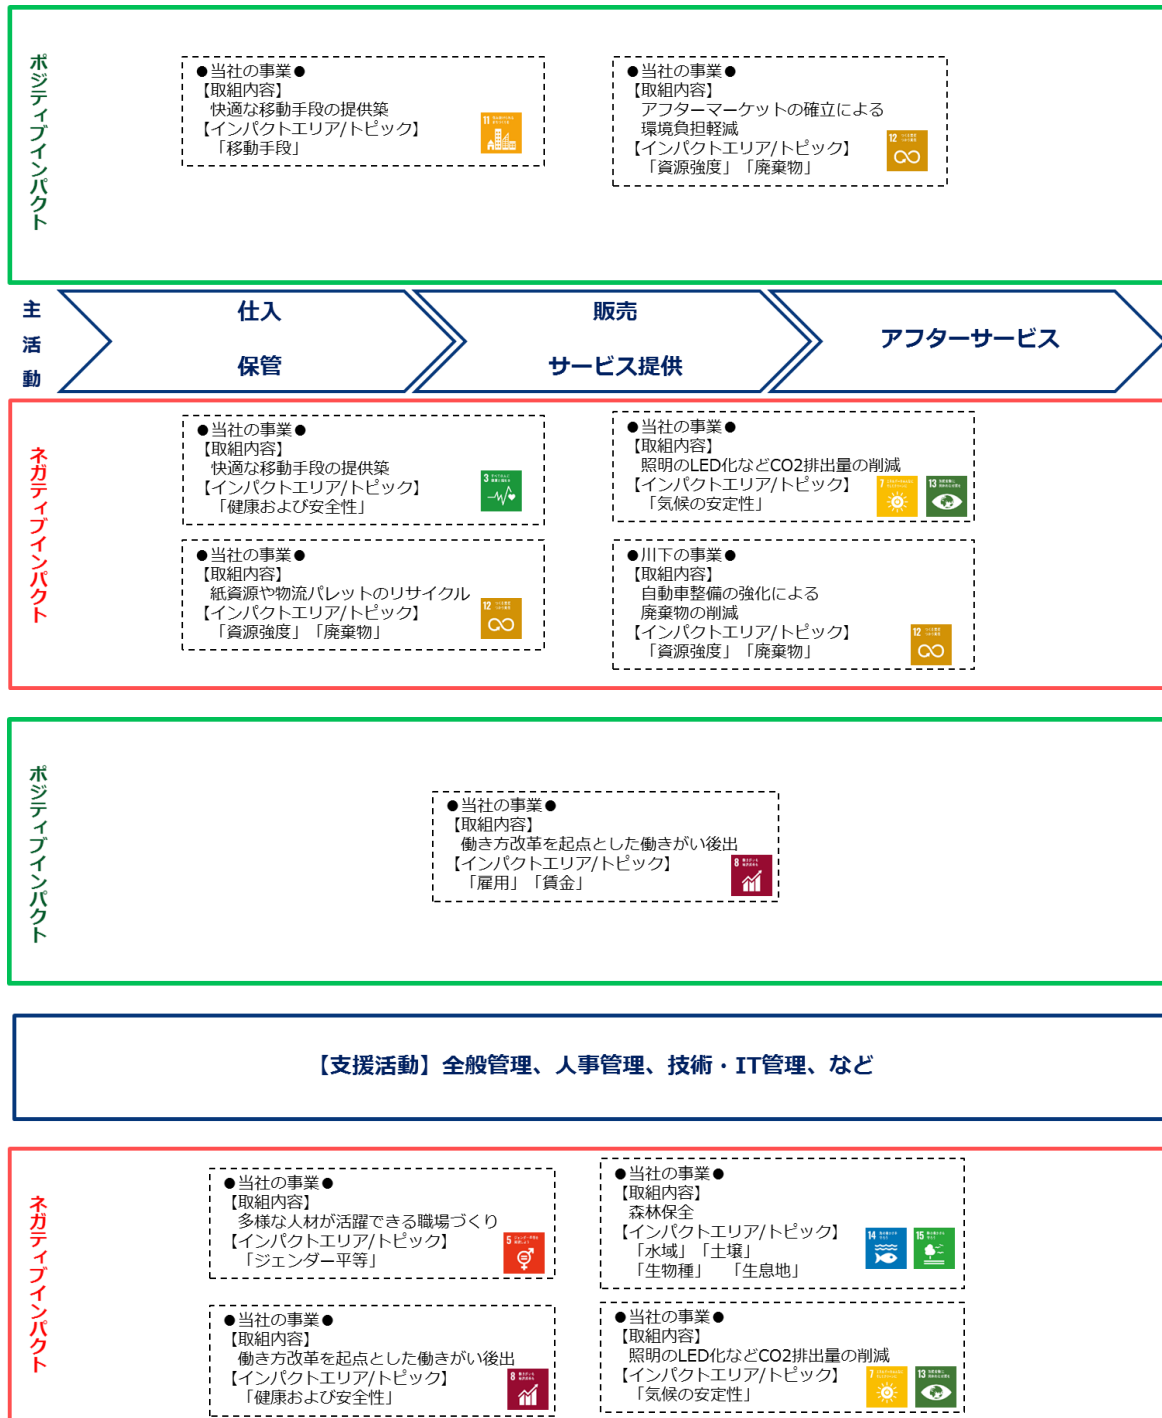 ポジティブインパクト
●当社の事業●
【取組内容】
快適な移動手段の提供築
【インパクトエリア/トピック】
「移動手段」
11
●当社の事業●
【取組内容】
アフターマーケットの確立による
環境負担軽減
【インパクトエリア/トピック】
「資源強度」「廃棄物」
12
主活動
仕入
保管
販売
サービス提供
アフターサービス
ネガティブインパクト
●当社の事業●
【取組内容】
快適な移動手段の提供築
【インパクトエリア/トピック】
「健康および安全性」
3
●当社の事業●
【取組内容】
照明のLED化などCO2排出量の削減
【インパクトエリア/トピック】
「気候の安定性」
7
13
●当社の事業●
【取組内容】
紙資源や物流パレットのリサイクル
【インパクトエリア/トピック】
「資源強度」「廃棄物」
12
●川下の事業●
【取組内容】
自動車整備の強化による
廃棄物の削減
【インパクトエリア/トピック】
「資源強度」「廃棄物」
12
ポジティブインパクト
●当社の事業●
【取組内容】
働き方改革を起点とした働きがい後出
【インパクトエリア/トピック】
「雇用」「賃金」
8
【支援活動】全般管理、人事管理、技術・IT管理、など
ネガティブインパクト
●当社の事業●
【取組内容】
多様な人材が活躍できる職場づくり
【インパクトエリア/トピック】
「ジェンダー平等」
5
●当社の事業●
【取組内容】
森林保全
【インパクトエリア/トピック】
「水域」「土壌」
「生物種」　「生息地」
14
15
●当社の事業●
【取組内容】
働き方改革を起点とした働きがい後出
【インパクトエリア/トピック】
「健康および安全性」
8
●当社の事業●
【取組内容】
照明のLED化などCO2排出量の削減
【インパクトエリア/トピック】
「気候の安定性」
7
13